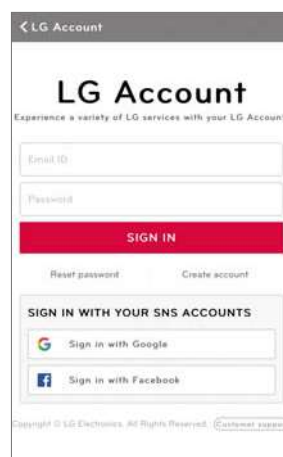 LG Account
LG Account
Experience a variety of LG services with your LG Account
Email ID
Password
SIGN IN
Reset password Create account
SIGN IN WITH YOUR SNS ACCOUNTS
Sign in with Google
Sign in with Facebook
Copyright © LG Electronics. All Rights Reserved. Customer support